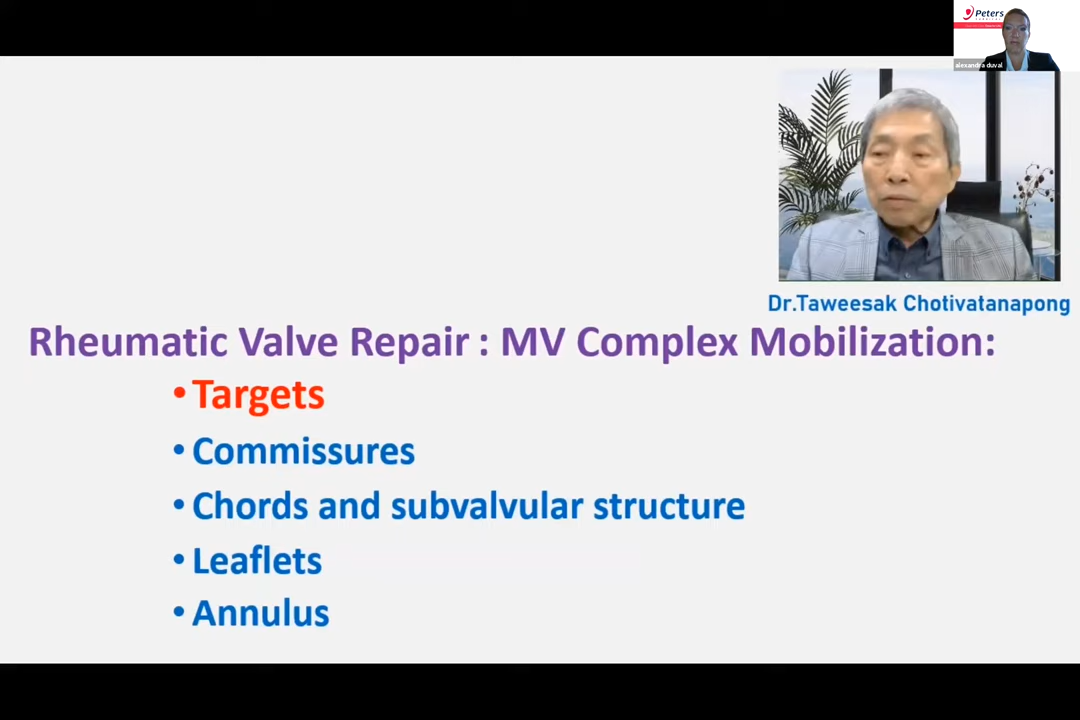 Peters
alexandra duval
Dr.Taweesak Chotivatanapong
Rheumatic Valve Repair : MV Complex Mobilization:
• Targets
• Commissures
• Chords and subvalvular structure
• Leaflets
• Annulus